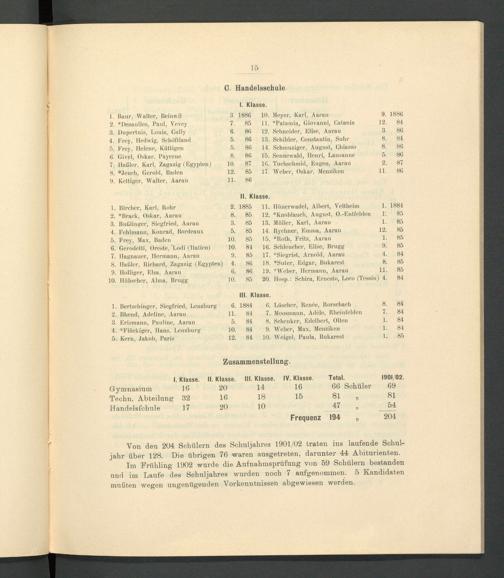 15
C. Handelsschule
I. Klasse.
1. Baur, Walter, Beinwil 3. 1886
2. *Desaulles, Paul, Vevey 7. 85
3. Dupertuis, Louis, Gully 6. 86
4. Frey, Hedwig, Schöftland 5. 86
5. Frey, Helene, Küttigen 5. 86
6. Givel, Oskar, Payerne 8. 86
7. Haßler, Karl, Zagazig (Egypten) 10. 87
8. *Jeuch, Gerold, Baden 12. 85
9. Kettiger, Walter, Aarau 11. 86
10. Meyer, Karl, Aarau 9. 1886
11. *Patania, Giovanni, Catania 12. 84
12. Schneider, Elise, Aarau 3. 86
13. Schibler, Constantin, Suhr 8. 84
14. Scheuniger, August, Chiasso 8. 86
15. Sennewald, Henri, Lausanne 5. 86
16. Tuchschmid, Eugen, Aarau 2. 87
17. Weber, Oskar, Menziken 11. 86
II. Klasse.
1. Bircher, Karl, Rohr 2. 1885
2. *Brack, Oskar, Aarau 8. 85
3. Bußlinger, Siegfried, Aarau 3. 85
4. Fehlmann, Konrad, Bordeaux 5. 85
5. Frey, Max, Baden 10. 85
6. Gerodetti, Oreste, Lodi (Italien) 10. 84
7. Hagnauer, Hermann, Aarau 9. 85
8. Haßler, Richard, Zagazig (Egypten) 4. 86
9. Holliger, Elsa, Aarau 6. 86
10. Hübscher, Alma, Brugg 10. 85
11. Hünerwadel, Albert, Veltheim 1. 1884
12. *Knoblauch, August, O.-Entfelden 1. 85
13. Müller, Karl, Aarau 1. 85
14. Rychner, Emma, Aarau 12. 85
15. *Roth, Fritz, Aarau 1. 85
16. Schleucher, Elise, Brugg 9. 85
17. *Siegrist, Arnold, Aarau 4. 84
18. *Suter, Edgar, Bukarest 8. 85
19. *Weber, Hermann, Aarau 11. 85
20. Hosp.: Schira, Ernesto, Loco (Tessin) 4. 84
III. Klasse.
1. Bertschinger, Siegfried, Lenzburg 6. 1884
2. Bhend, Adeline, Aarau 11. 84
3. Erismann, Pauline, Aarau 5. 84
4. *Flückiger, Hans, Lenzburg 10. 84
5. Kern, Jakob, Paris 12. 84
6. Lüscher, Renée, Rorschach 8. 84
7. Moosmann, Adele, Rheinfelden 7. 84
8. Schenker, Edelbert, Olten 1. 84
9. Weber, Max, Menziken 1. 84
10. Weigel, Paula, Bukarest 1. 85
Zusammenstellung.
I. Klasse. II. Klasse. III. Klasse. IV. Klasse. Total. 1901/02.
Gymnasium 16 20 14 16 66 Schüler 69
Techn. Abteilung 32 16 18 15 81 „ 81
Handelsschule 17 20 10 47 „ 54
Frequenz 194 „ 204
Von den 204 Schülern des Schuljahres 1901/02 traten ins laufende Schul-
jahr über 128. Die übrigen 76 waren ausgetreten, darunter 44 Abiturienten.
Im Frühling 1902 wurde die Aufnahmsprüfung von 59 Schülern bestanden
und im Laufe des Schuljahres wurden noch 7 aufgenommen. 5 Kandidaten
mußten wegen ungenügenden Vorkenntnissen abgewiesen werden.